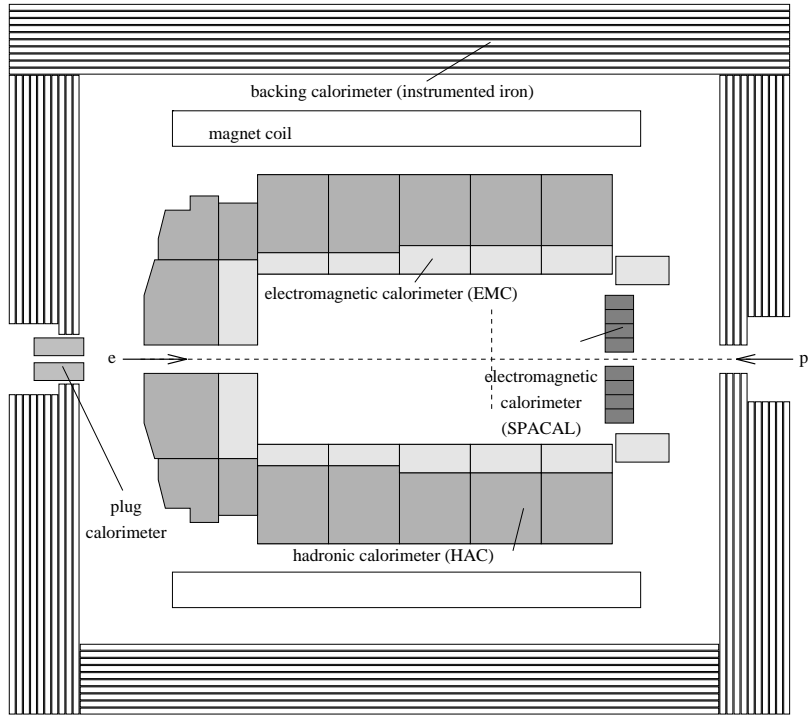 backing calorimeter (instrumented iron)
magnet coil
electromagnetic calorimeter (EMC)
e
p
electromagnetic
calorimeter
(SPACAL)
plug
calorimeter
hadronic calorimeter (HAC)